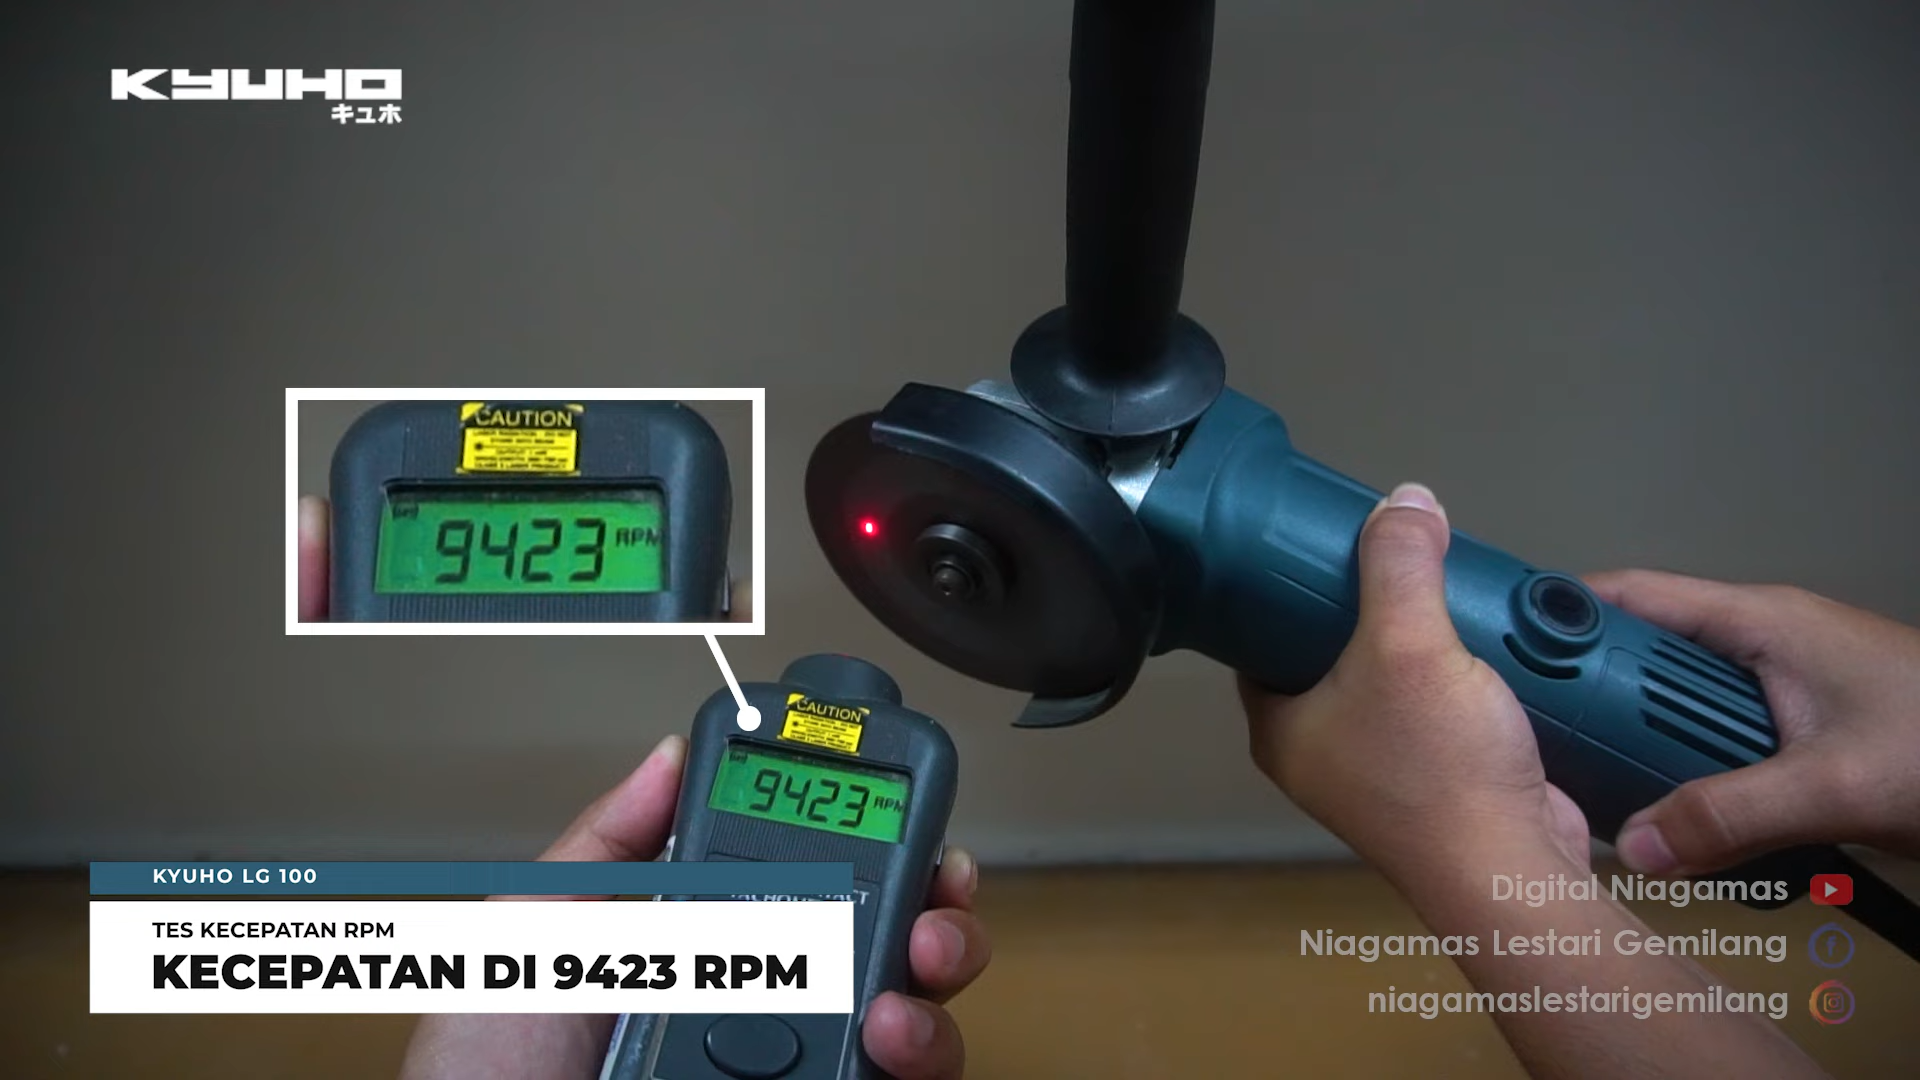 KYUHO
キュホ
CAUTION
9423 RPM
CAUTION
9423 RPM
KYUHO LG 100
TES KECEPATAN RPM
KECEPATAN DI 9423 RPM
Digital Niagamas
Niagamas Lestari Gemilang
niagamaslestarigemilang